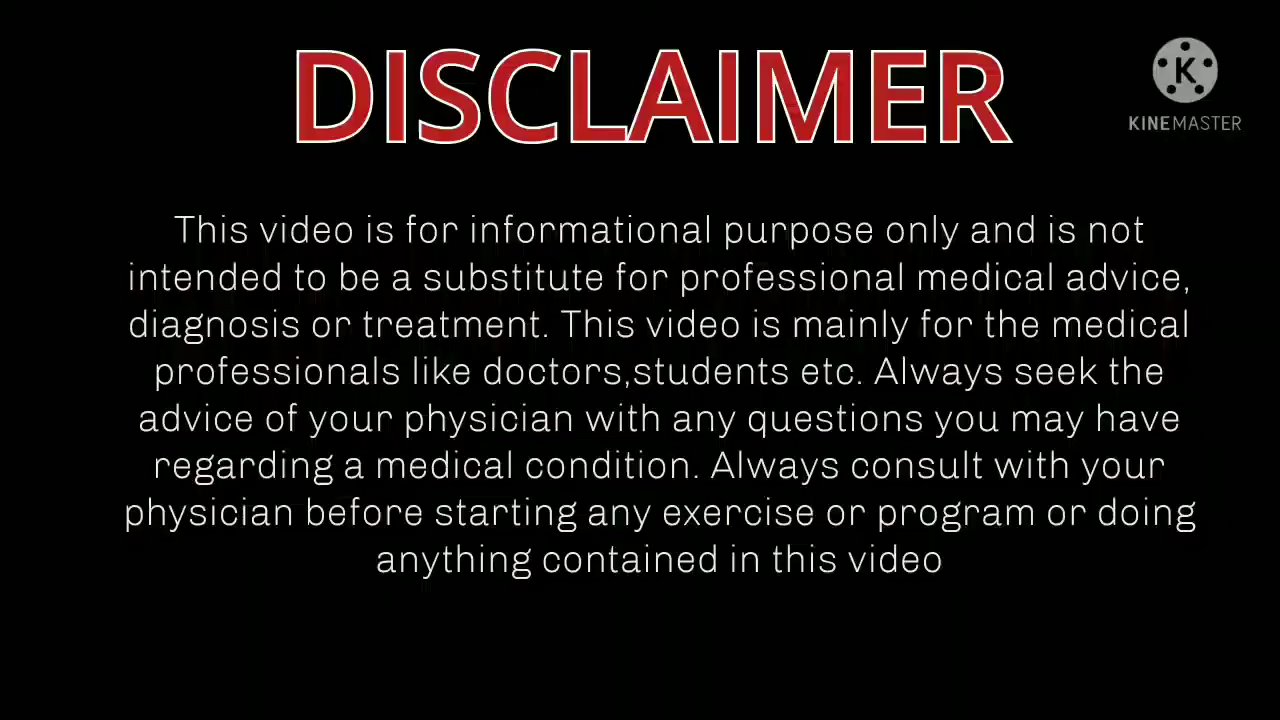 DISCLAIMER
K
KINEMASTER
This video is for informational purpose only and is not
intended to be a substitute for professional medical advice,
diagnosis or treatment. This video is mainly for the medical
professionals like doctors,students etc. Always seek the
advice of your physician with any questions you may have
regarding a medical condition. Always consult with your
physician before starting any exercise or program or doing
anything contained in this video